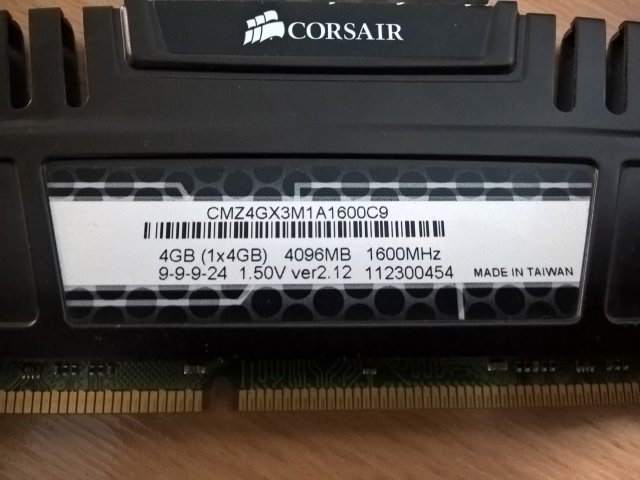 CORSAIR
CMZ4GX3M1A1600C9
4GB (1x4GB) 4096MB 1600MHz
9-9-9-24 1.50V ver2.12 112300454 MADE IN TAIWAN